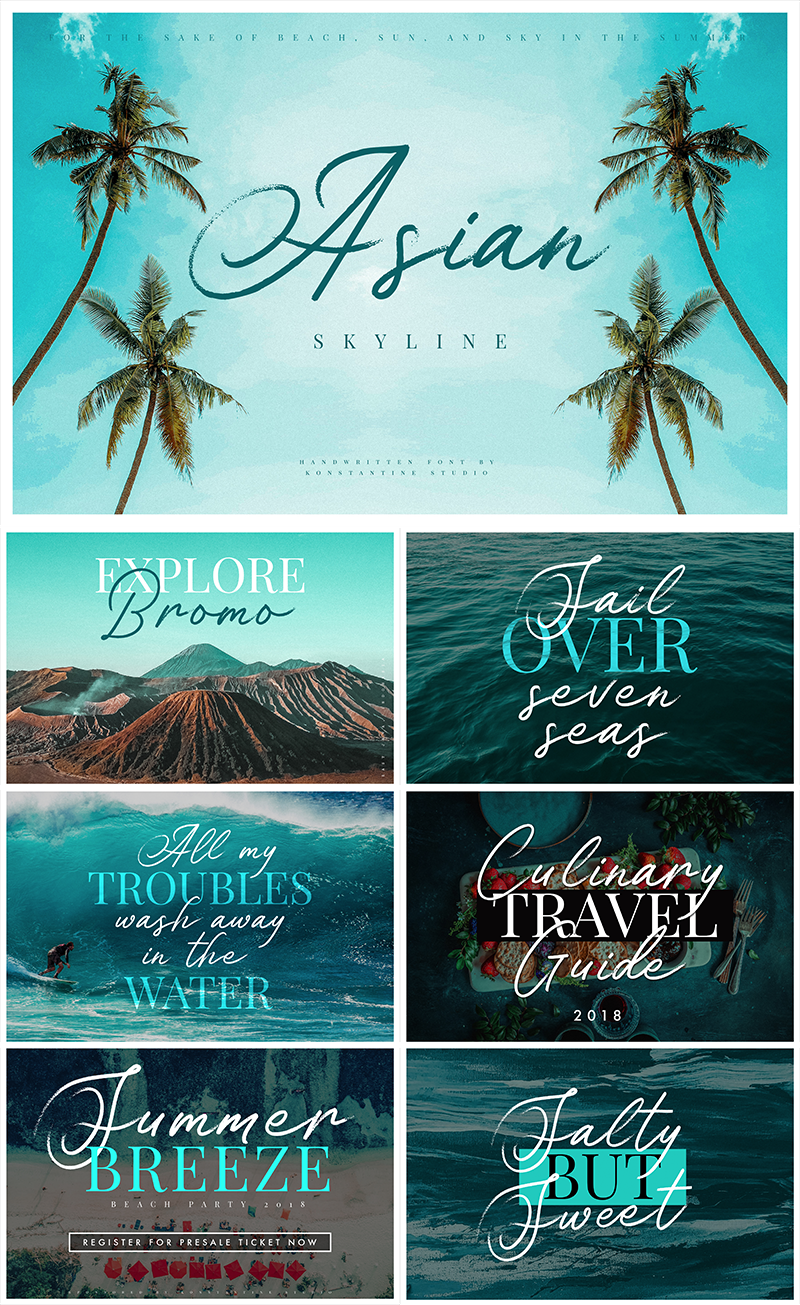 FOR THE SAKE OF BEACH, SUN, AND SKY IN THE SUMMER
Asian
SKYLINE
HANDWRITTEN FONT BY
KONSTANTINE STUDIO
EXPLORE
Bromo
Sail
OVER
seven
seas
All my
TROUBLES
wash away
in the
WATER
Culinary
TRAVEL
Guide
2018
Summer
BREEZE
BEACH PARTY 2018
REGISTER FOR PRESALE TICKET NOW
Salty
BUT
Sweet